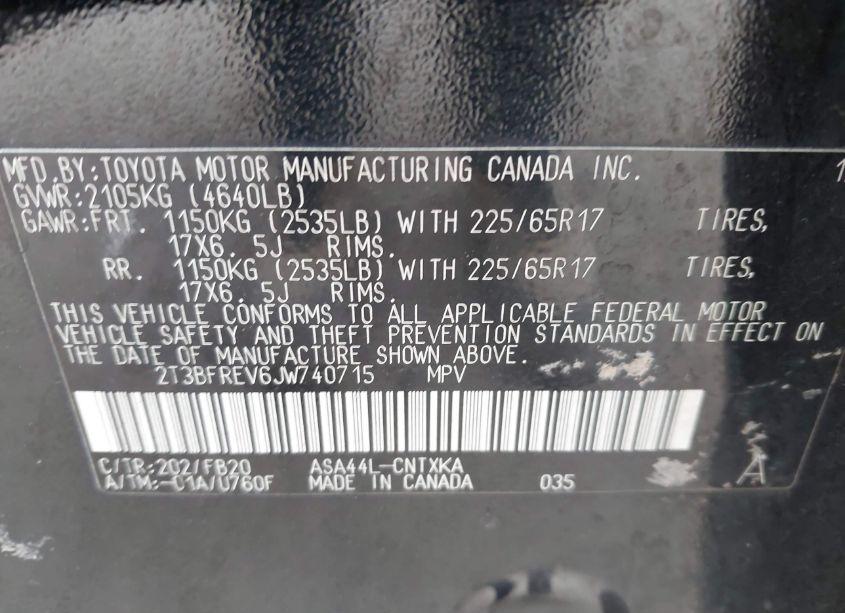 MFD.BY:TOYOTA MOTOR MANUFACTURING CANADA INC. 1
GVWR:2105KG (4640LB)
GAWR:FRT. 1150KG (2535LB) WITH 225/65R17 TIRES,
17X6. 5J RIMS.
RR. 1150KG (2535LB) WITH 225/65R17 TIRES,
17X6. 5J RIMS.
THIS VEHICLE CONFORMS TO ALL APPLICABLE FEDERAL MOTOR
VEHICLE SAFETY AND THEFT PREVENTION STANDARDS IN EFFECT ON
THE DATE OF MANUFACTURE SHOWN ABOVE.
2T3BFREV6JW740715 MPV
C/TR:202/FB20 ASA44L-CNTXKA
A/TM:-01A/U760F MADE IN CANADA 035